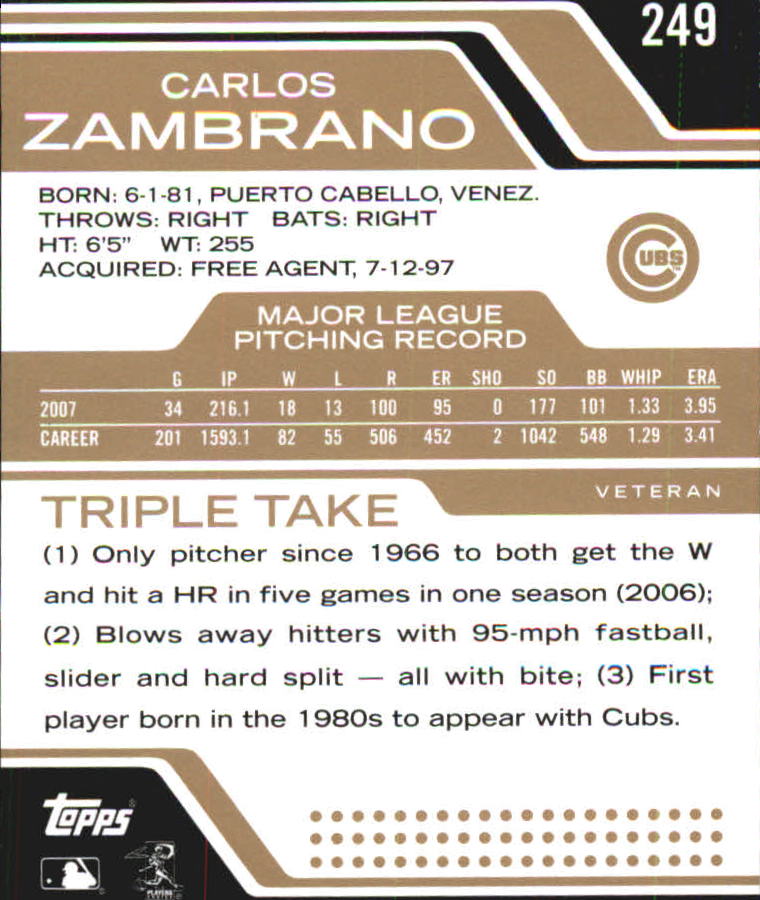 249
CARLOS
ZAMBRANO
BORN: 6-1-81, PUERTO CABELLO, VENEZ.
THROWS: RIGHT BATS: RIGHT
HT: 6'5" WT: 255
ACQUIRED: FREE AGENT, 7-12-97
CUBS
MAJOR LEAGUE
PITCHING RECORD
G IP W L R ER SHO SO BB WHIP ERA
2007 34 216.1 18 13 100 95 0 177 101 1.33 3.95
CAREER 201 1593.1 82 55 506 452 2 1042 548 1.29 3.41
VETERAN
TRIPLE TAKE
(1) Only pitcher since 1966 to both get the W
and hit a HR in five games in one season (2006);
(2) Blows away hitters with 95-mph fastball,
slider and hard split — all with bite; (3) First
player born in the 1980s to appear with Cubs.
Topps
PLAYERS